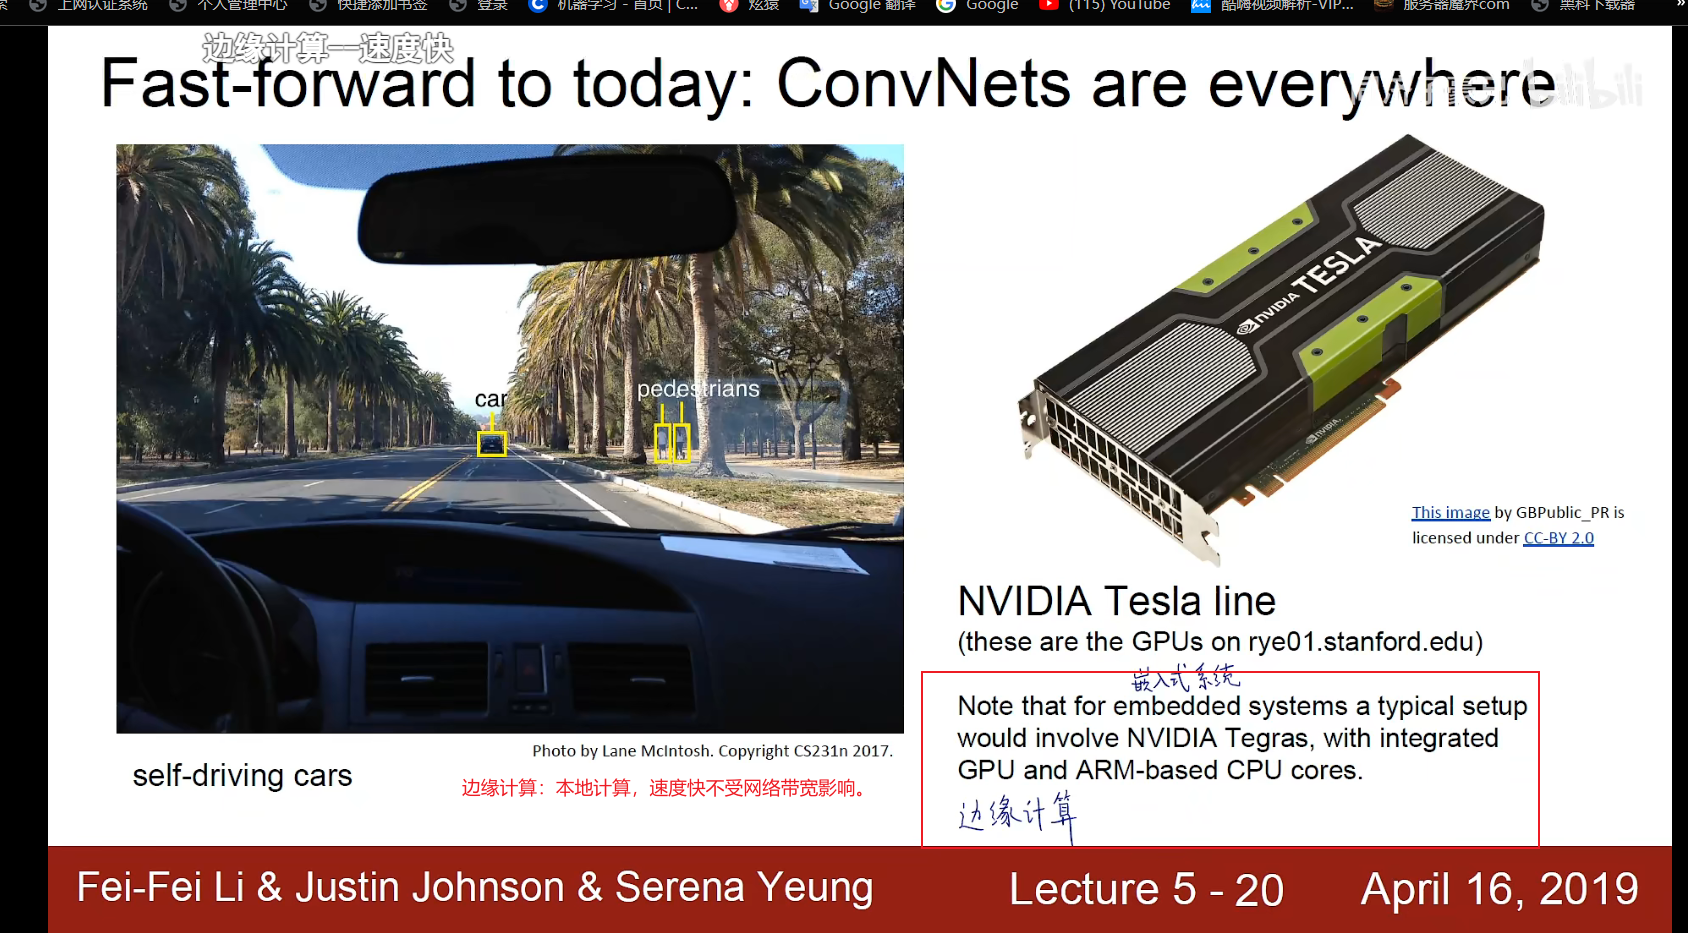 上网认证系统 个人管理中心 快捷添加书签 登录 机器学习 - 首页 | C... 炫猿 Google 翻译 Google (115) YouTube 酷嗨视频解析-VIP... 服务器魔界com 黑科下载器 »
边缘计算--速度快
Fast-forward to today: ConvNets are everywhere
bilibili
car
pedestrians
NVIDIA TESLA
NVIDIA
This image by GBPublic_PR is
licensed under CC-BY 2.0
NVIDIA Tesla line
(these are the GPUs on rye01.stanford.edu)
嵌入式系统
Note that for embedded systems a typical setup
would involve NVIDIA Tegras, with integrated
GPU and ARM-based CPU cores.
边缘计算
Photo by Lane McIntosh. Copyright CS231n 2017.
self-driving cars
边缘计算：本地计算，速度快不受网络带宽影响。
Fei-Fei Li & Justin Johnson & Serena Yeung
Lecture 5 - 20
April 16, 2019